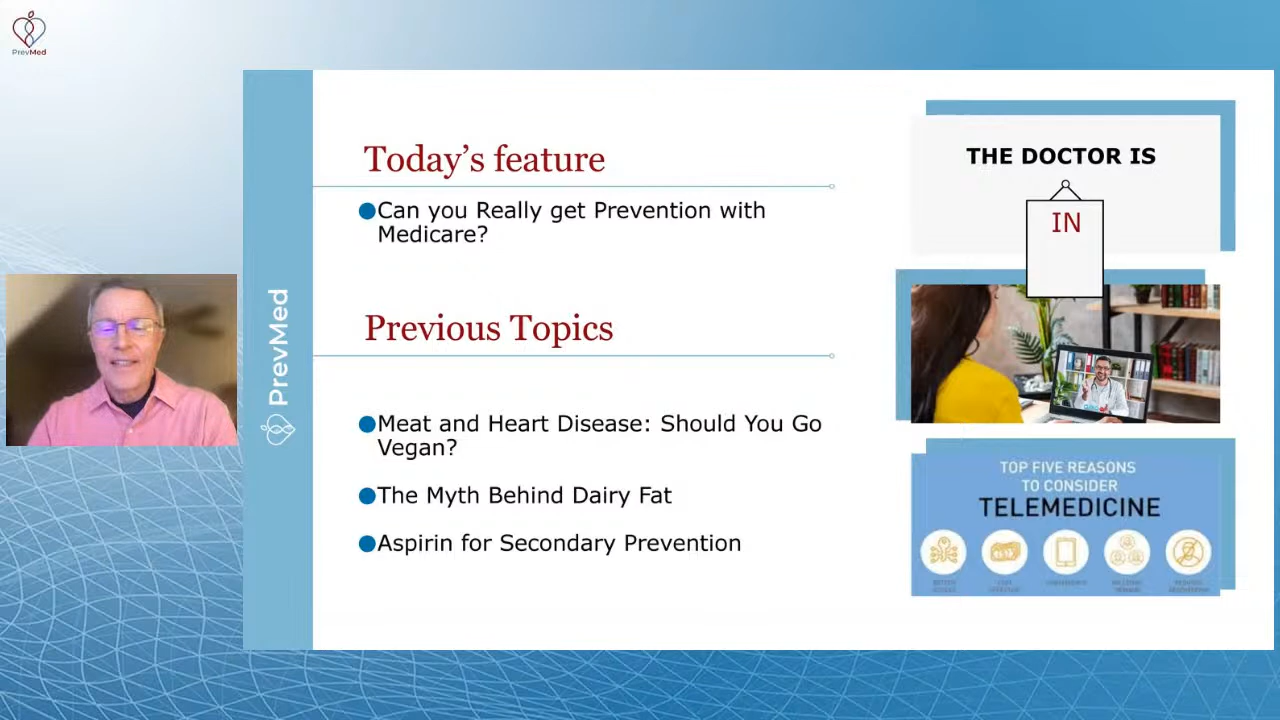 PrevMed
PrevMed
Today’s feature
Can you Really get Prevention with
Medicare?
Previous Topics
Meat and Heart Disease: Should You Go
Vegan?
The Myth Behind Dairy Fat
Aspirin for Secondary Prevention
THE DOCTOR IS
IN
TOP FIVE REASONS
TO CONSIDER
TELEMEDICINE